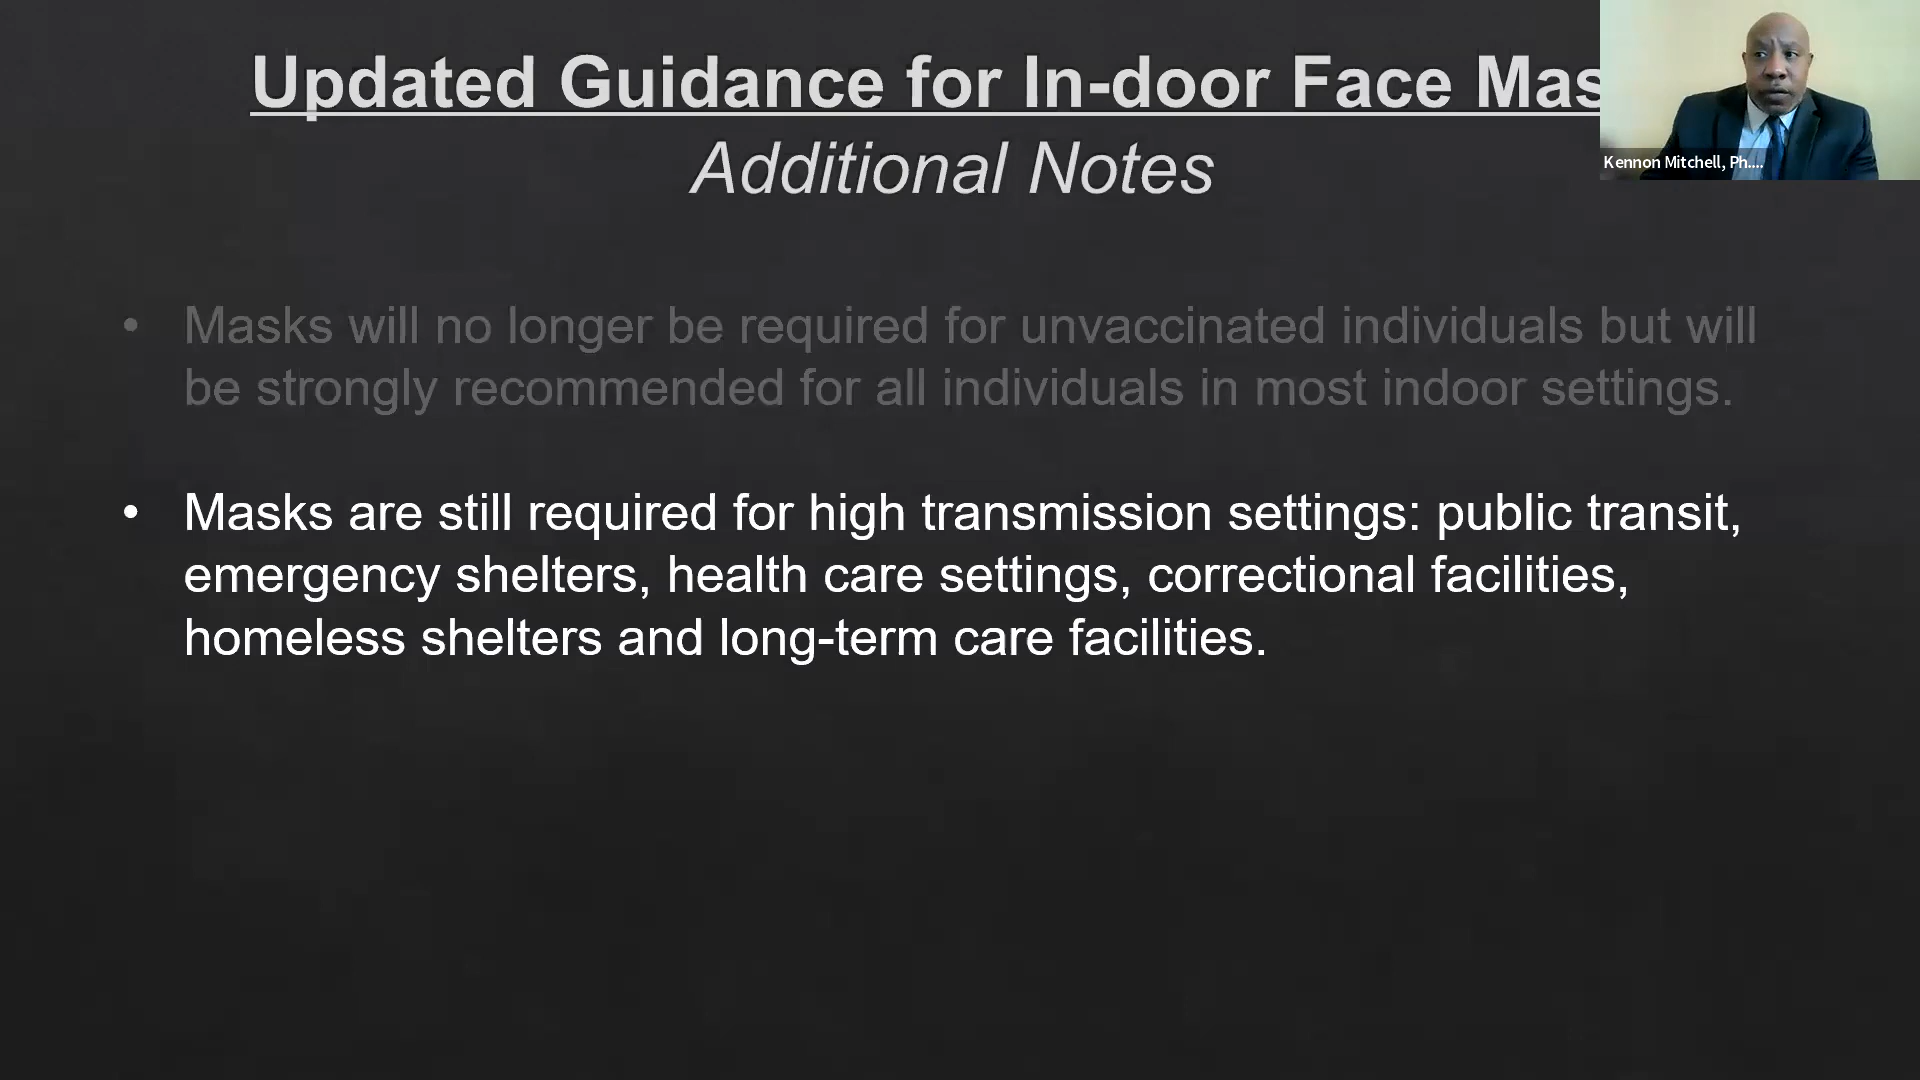 Updated Guidance for In-door Face Mas
Additional Notes
Kennon Mitchell, Ph....
• Masks will no longer be required for unvaccinated individuals but will
be strongly recommended for all individuals in most indoor settings.
• Masks are still required for high transmission settings: public transit,
emergency shelters, health care settings, correctional facilities,
homeless shelters and long-term care facilities.